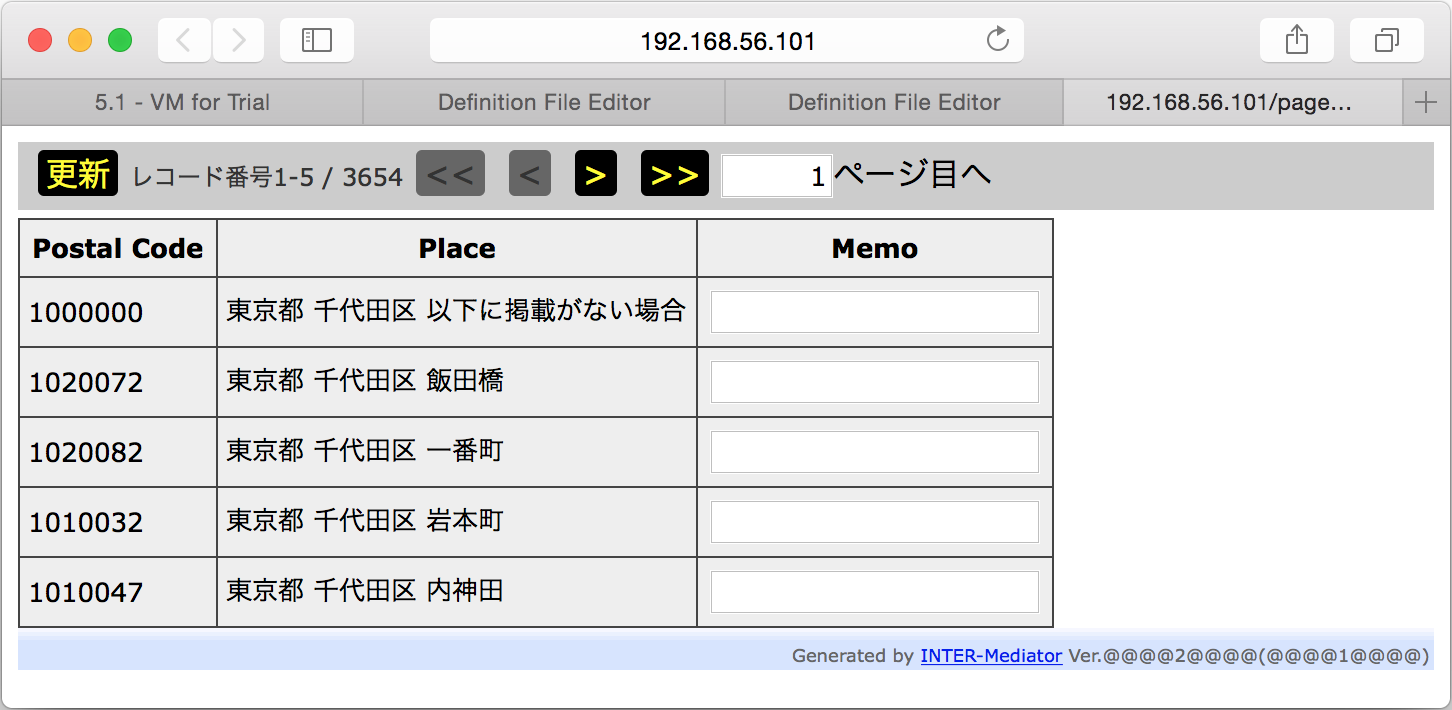 192.168.56.101
5.1 - VM for Trial Definition File Editor Definition File Editor 192.168.56.101/page...
更新 レコード番号1-5 / 3654 << < > >> 1 ページ目へ
Postal Code Place Memo
1000000 東京都 千代田区 以下に掲載がない場合
1020072 東京都 千代田区 飯田橋
1020082 東京都 千代田区 一番町
1010032 東京都 千代田区 岩本町
1010047 東京都 千代田区 内神田
Generated by INTER-Mediator Ver.@@@@2@@@@(@@@@1@@@@)